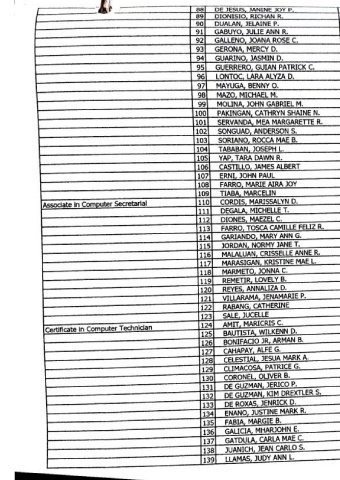 88 DE JESUS, JANINE JOY P.
89 DIONISIO, RICHAN R.
90 DUALAN, JELAINE P.
91 GABUYO, JULIE ANN R.
92 GALLENO, JOANA ROSE C.
93 GERONA, MERCY D.
94 GUARINO, JASMIN D.
95 GUERRERO, GUIAN PATRICK C.
96 LONTOC, LARA ALYZA D.
97 MAYUGA, BENNY O.
98 MAZO, MICHAEL M.
99 MOLINA, JOHN GABRIEL M.
100 PAKINGAN, CATHRYN SHAINE N.
101 SERVANDA, MEA MARGARETTE R.
102 SONGUAD, ANDERSON S.
103 SORIANO, ROCCA MAE B.
104 TABABAN, JOSEPH L.
105 YAP, TARA DAWN R.
106 CASTILLO, JAMES ALBERT
107 ERNI, JOHN PAUL
108 FARRO, MARIE AIRA JOY
109 TIABA, MARCELIN
Associate in Computer Secretarial 110 CORDIS, MARISSALYN D.
111 DEGALA, MICHELLE T.
112 DIONES, MAEZEL C.
113 FARRO, TOSCA CAMILLE FELIZ R.
114 GARIANDO, MARY ANN G.
115 JORDAN, NORMY JANE T.
116 MALALUAN, CRISSELLE ANNE R.
117 MARASIGAN, KRISTINE MAE L.
118 MARMETO, JONNA C.
119 REMETIR, LOVELY B.
120 REYES, ANNALIZA D.
121 VILLARAMA, JENAMARIE P.
122 RABANG, CATHERINE
123 SALE, JUCELLE
Certificate in Computer Technician 124 AMIT, MARICRIS C.
125 BAUTISTA, WILKENN D.
126 BONIFACIO JR, ARMAN B.
127 CAHAPAY, ALFE G.
128 CELESTIAL, JESUA MARK A.
129 CLIMACOSA, PATRICE G.
130 CORONEL, OLIVER B.
131 DE GUZMAN, JERICO P.
132 DE GUZMAN, KIM DREXTLER S.
133 DE ROXAS, JENRICK D.
134 ENANO, JUSTINE MARK R.
135 FABIA, MARGIE B.
136 GALICIA, MHARJOHN E.
137 GATDULA, CARLA MAE C.
138 JUANICH, JEAN CARLO S.
139 LLAMAS, JUDY ANN L.